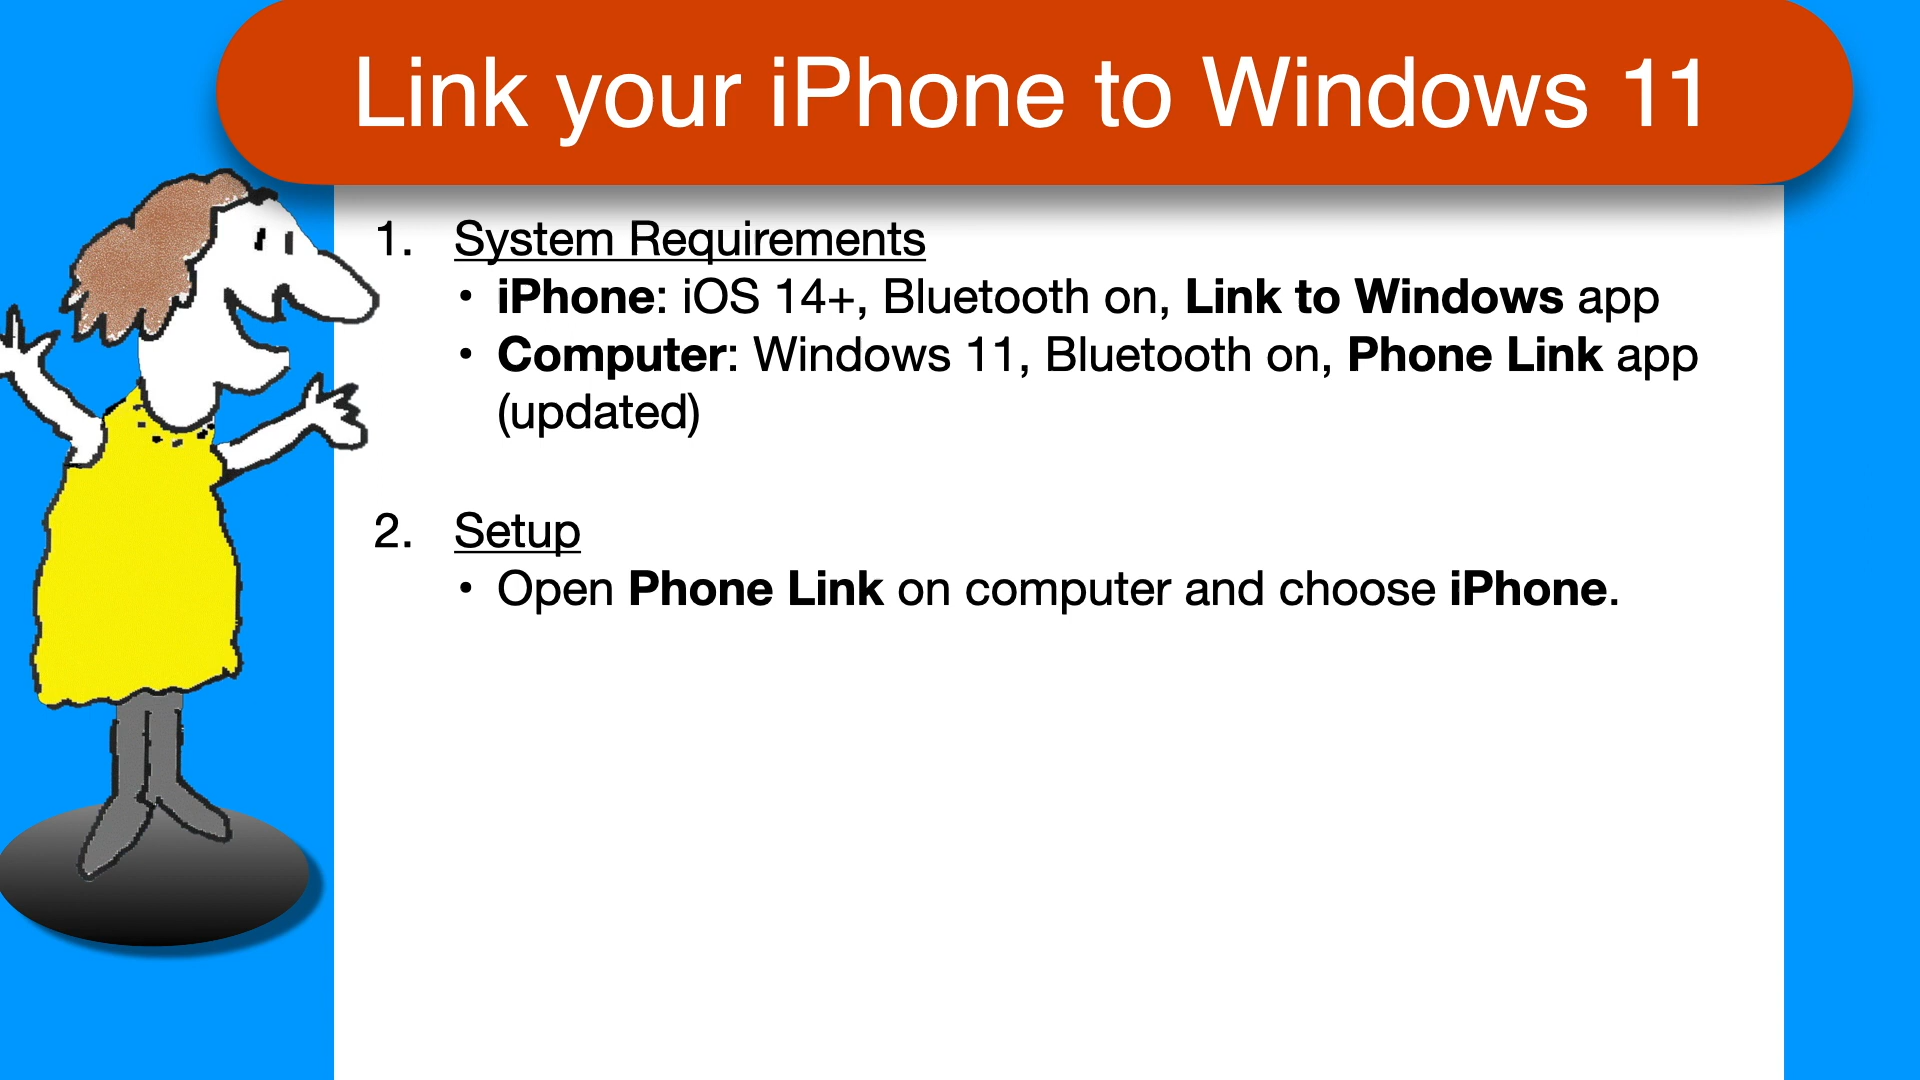 Link your iPhone to Windows 11
1. System Requirements
• iPhone: iOS 14+, Bluetooth on, Link to Windows app
• Computer: Windows 11, Bluetooth on, Phone Link app
(updated)
2. Setup
• Open Phone Link on computer and choose iPhone.